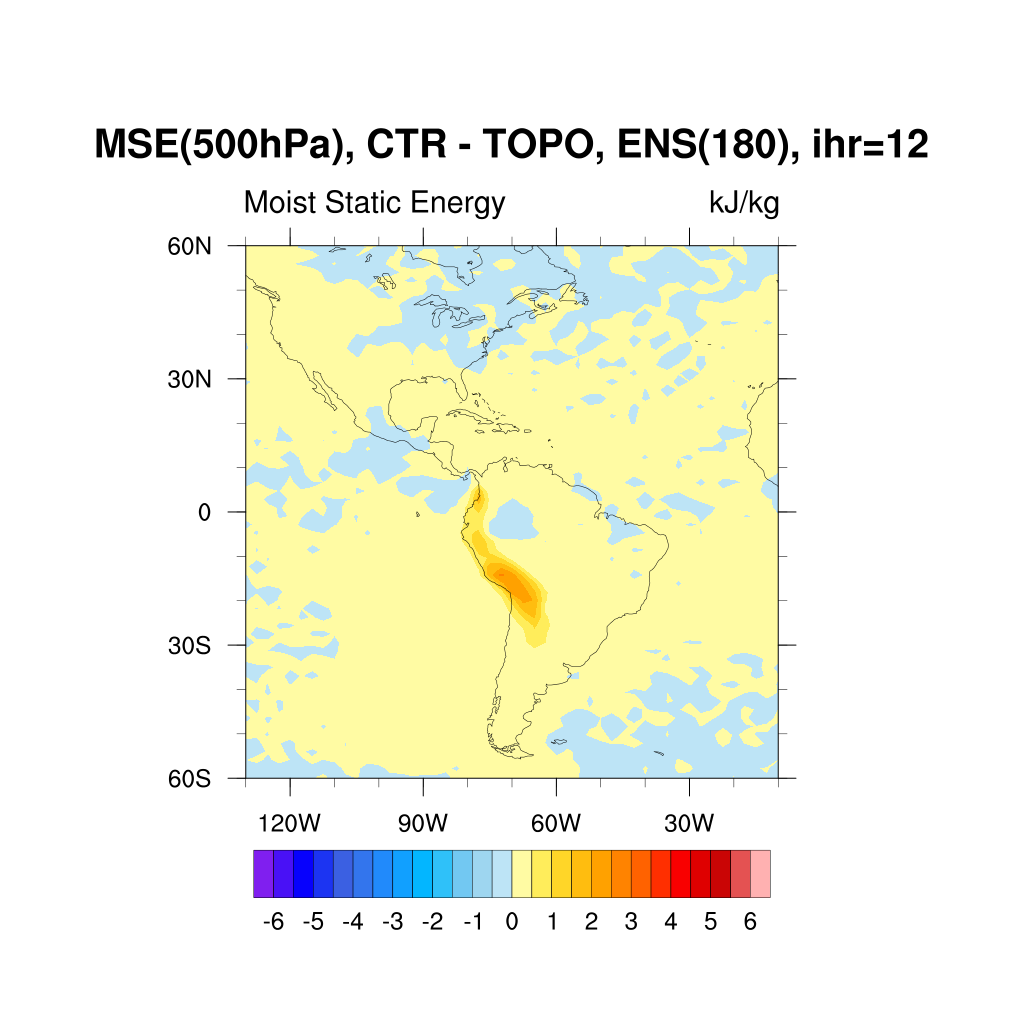 MSE(500hPa), CTR - TOPO, ENS(180), ihr=12
Moist Static Energy kJ/kg
60N
30N
0
30S
60S
120W 90W 60W 30W
-6 -5 -4 -3 -2 -1 0 1 2 3 4 5 6